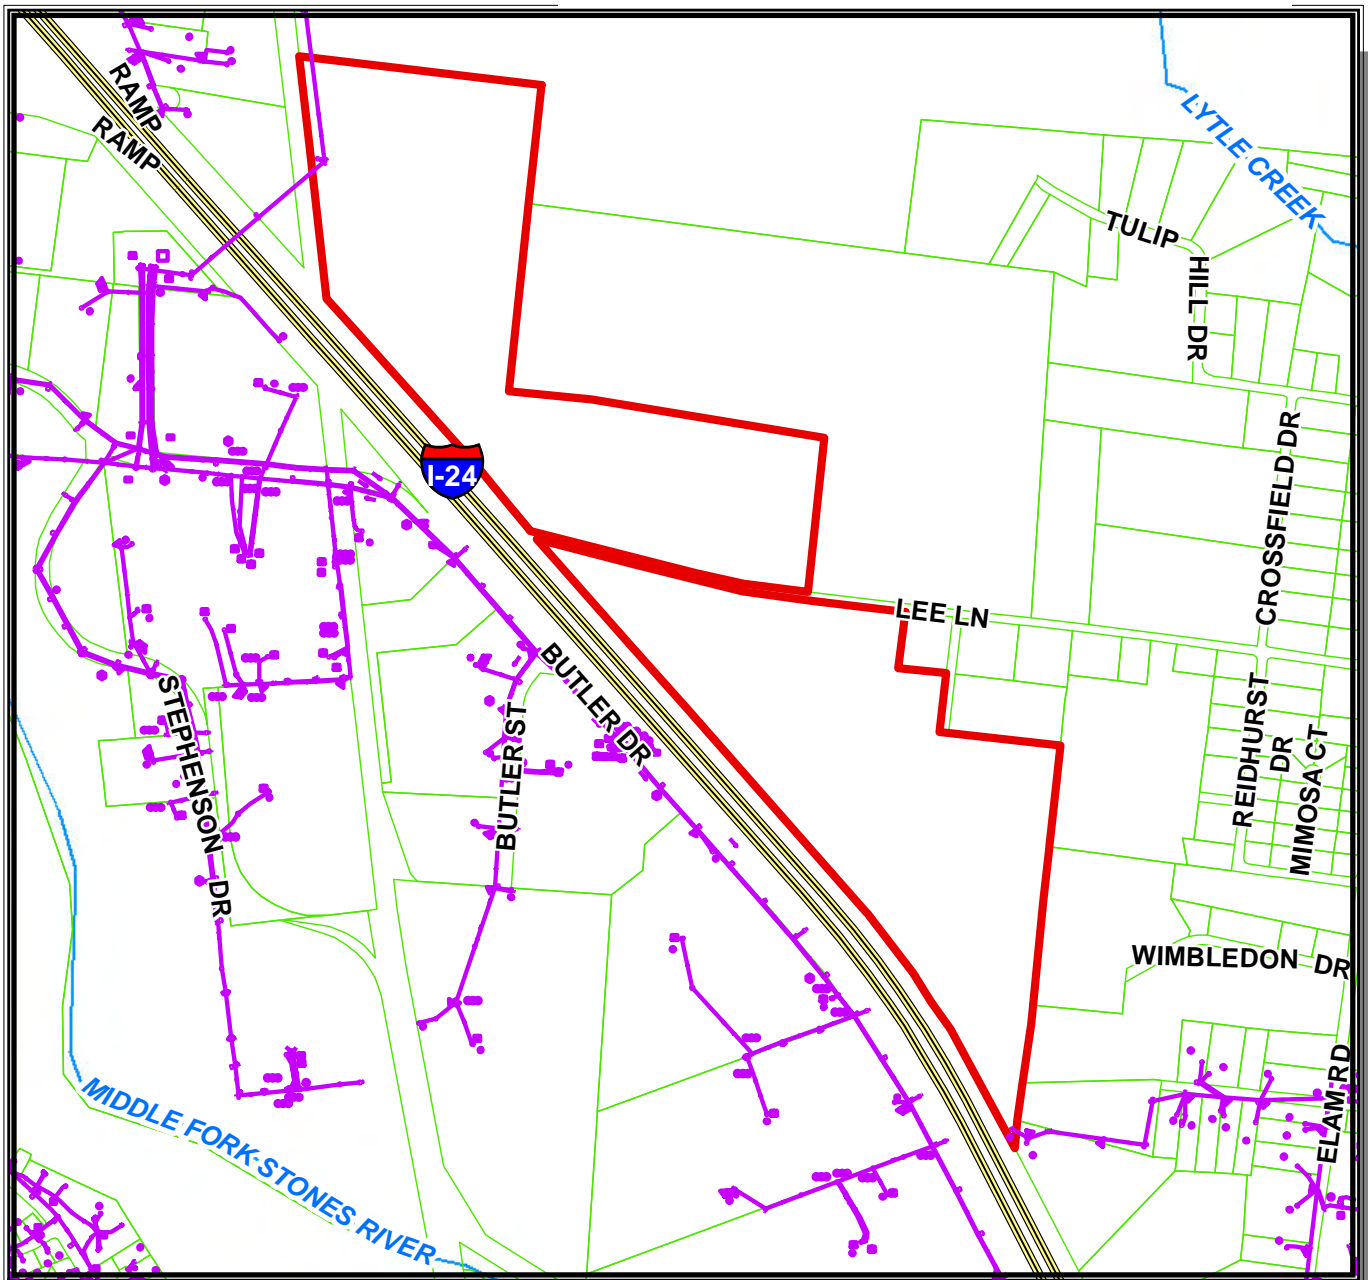 RAMP
RAMP
LYTLE CREEK
TULIP
HILL DR
I-24
CROSSFIELD DR
LEE LN
BUTLER DR
STEPHENSON DR
BUTLER ST
REIDHURST
DR
MIMOSA CT
WIMBLEDON DR
ELAM RD
MIDDLE FORK-STONES RIVER